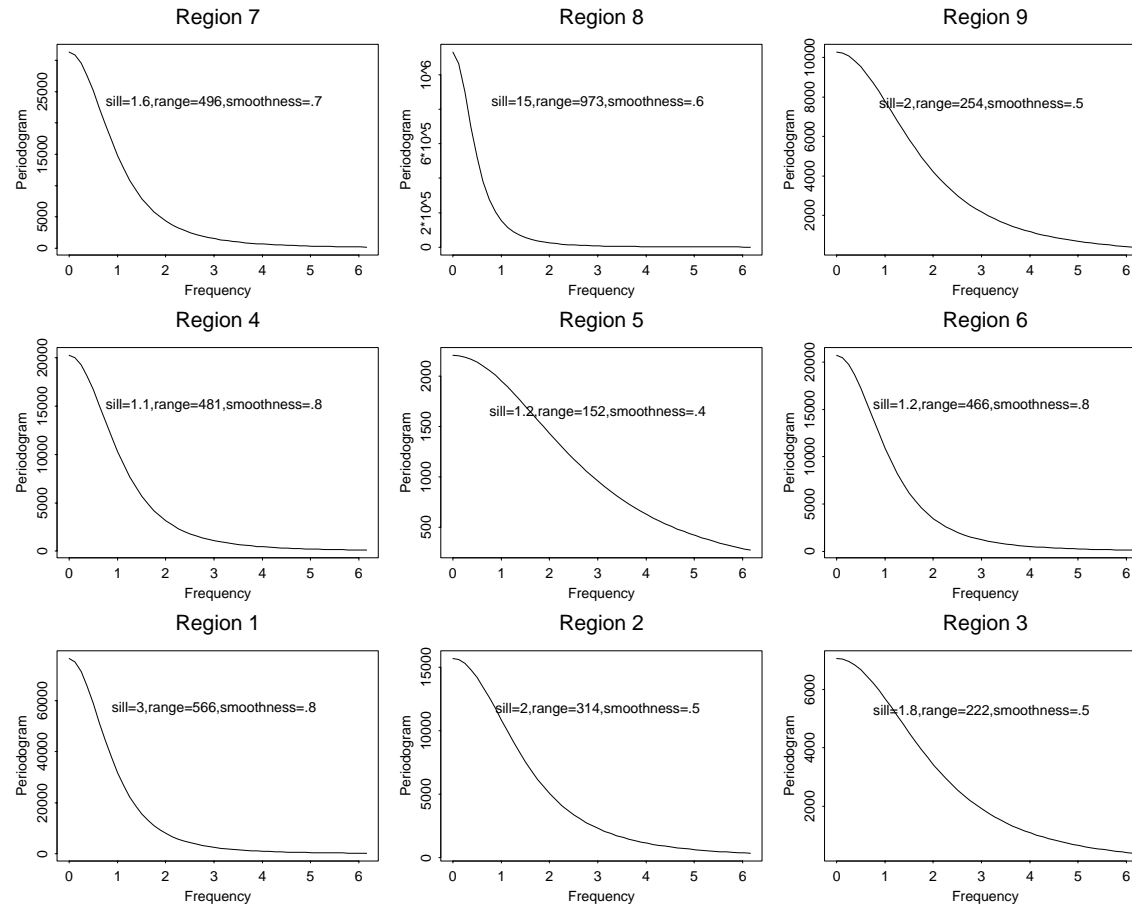 Region 7
Periodogram
0 5000 15000 25000
sill=1.6,range=496,smoothness=.7
0 1 2 3 4 5 6
Frequency
Region 8
Periodogram
0 2*10^5 6*10^5 10^6
sill=15,range=973,smoothness=.6
0 1 2 3 4 5 6
Frequency
Region 9
Periodogram
2000 4000 6000 8000 10000
sill=2,range=254,smoothness=.5
0 1 2 3 4 5 6
Frequency
Region 4
Periodogram
0 5000 10000 15000 20000
sill=1.1,range=481,smoothness=.8
0 1 2 3 4 5 6
Frequency
Region 5
Periodogram
500 1000 1500 2000
sill=1.2,range=152,smoothness=.4
0 1 2 3 4 5 6
Frequency
Region 6
Periodogram
0 5000 10000 15000 20000
sill=1.2,range=466,smoothness=.8
0 1 2 3 4 5 6
Frequency
Region 1
Periodogram
0 20000 40000 60000
sill=3,range=566,smoothness=.8
0 1 2 3 4 5 6
Frequency
Region 2
Periodogram
0 5000 10000 15000
sill=2,range=314,smoothness=.5
0 1 2 3 4 5 6
Frequency
Region 3
Periodogram
2000 4000 6000
sill=1.8,range=222,smoothness=.5
0 1 2 3 4 5 6
Frequency